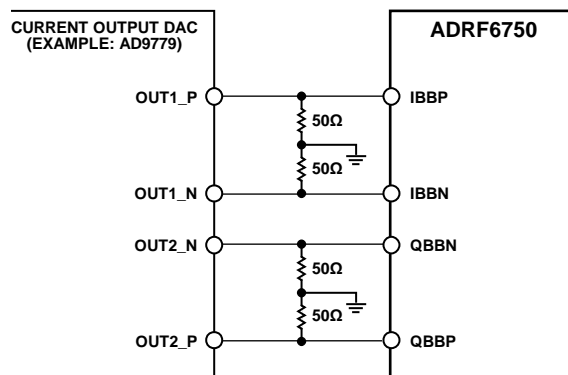 CURRENT OUTPUT DAC
(EXAMPLE: AD9779)
ADRF6750
OUT1_P
IBBP
50Ω
50Ω
OUT1_N
IBBN
OUT2_N
QBBN
50Ω
50Ω
OUT2_P
QBBP